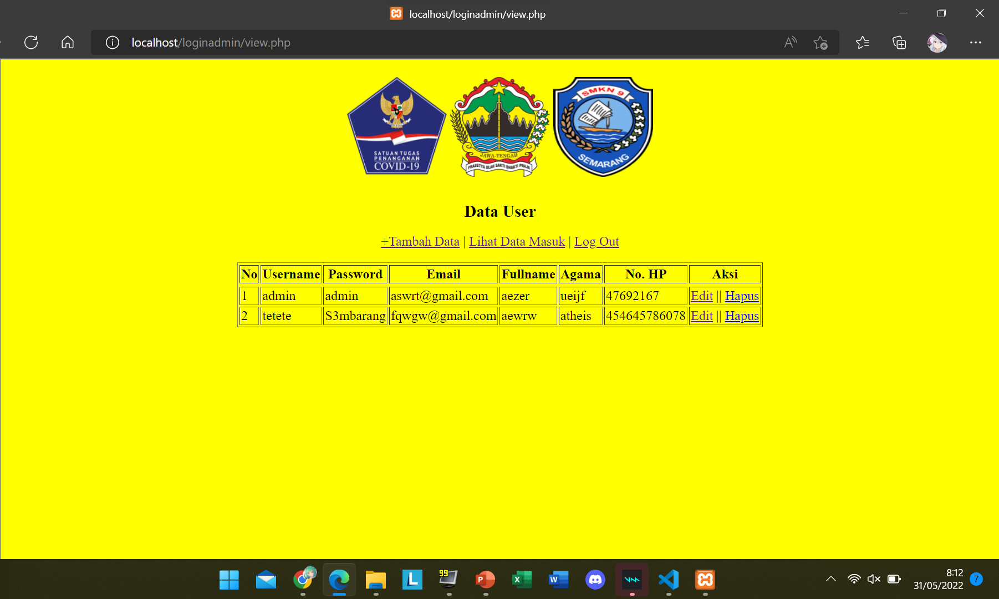 localhost/loginadmin/view.php
localhost/loginadmin/view.php
SATUAN TUGAS
PENANGANAN
COVID-19
JAWA-TENGAH
PRASETYA ULAH SAKTI BHAKTI PRAJA
SMKN 9
SEMARANG
Data User
+Tambah Data | Lihat Data Masuk | Log Out
No Username Password Email Fullname Agama No. HP Aksi
1 admin admin aswrt@gmail.com aezer ueijf 47692167 Edit || Hapus
2 tetete S3mbarang fqwgw@gmail.com aewrw atheis 454645786078 Edit || Hapus
99
8:12
31/05/2022
7